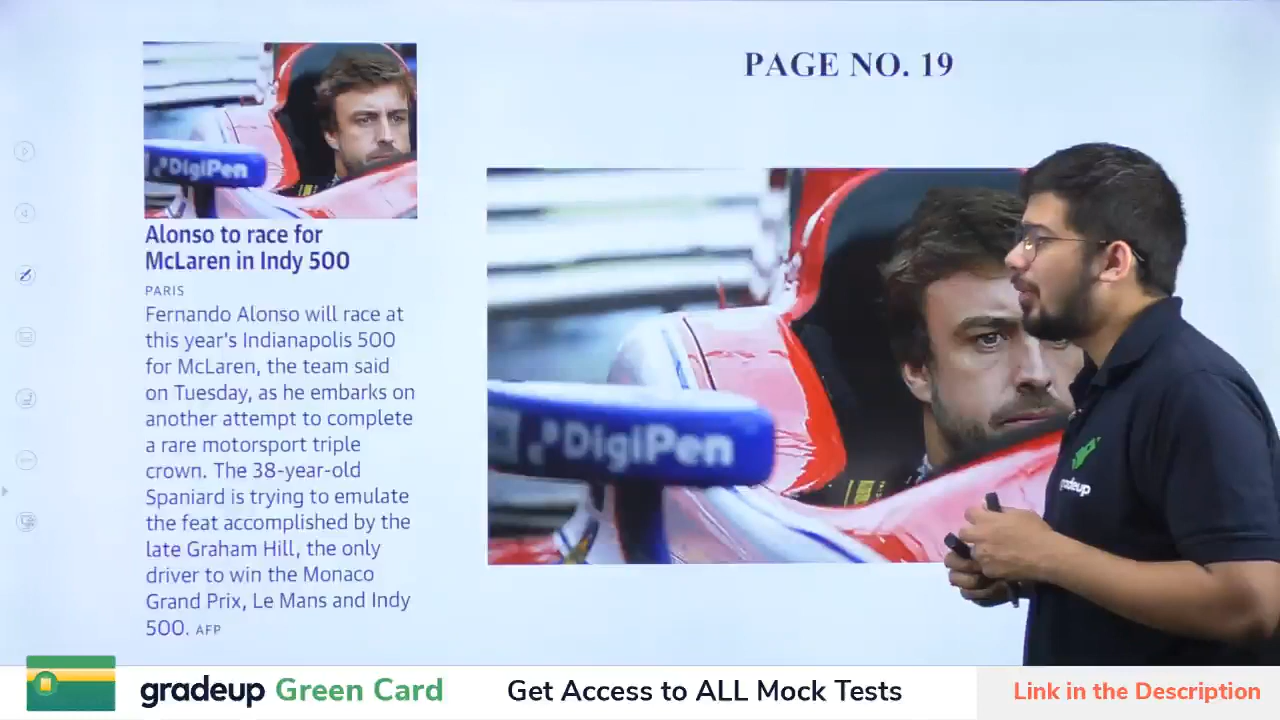 PAGE NO. 19
DigiPen
Alonso to race for
McLaren in Indy 500
PARIS
Fernando Alonso will race at
this year's Indianapolis 500
for McLaren, the team said
on Tuesday, as he embarks on
another attempt to complete
a rare motorsport triple
crown. The 38-year-old
Spaniard is trying to emulate
the feat accomplished by the
late Graham Hill, the only
driver to win the Monaco
Grand Prix, Le Mans and Indy
500. AFP
DigiPen
gradeup
gradeup Green Card
Get Access to ALL Mock Tests
Link in the Description